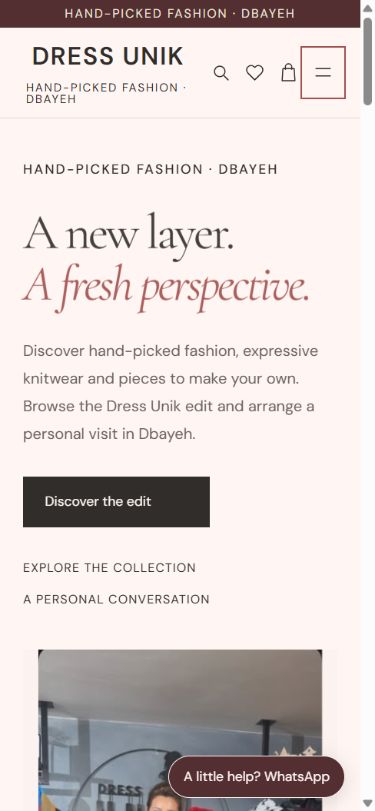 HAND-PICKED FASHION · DBAYEH
DRESS UNIK
HAND-PICKED FASHION ·
DBAYEH
HAND-PICKED FASHION · DBAYEH
A new layer.
A fresh perspective.
Discover hand-picked fashion, expressive
knitwear and pieces to make your own.
Browse the Dress Unik edit and arrange a
personal visit in Dbayeh.
Discover the edit
EXPLORE THE COLLECTION
A PERSONAL CONVERSATION
DRESS
A little help? WhatsApp